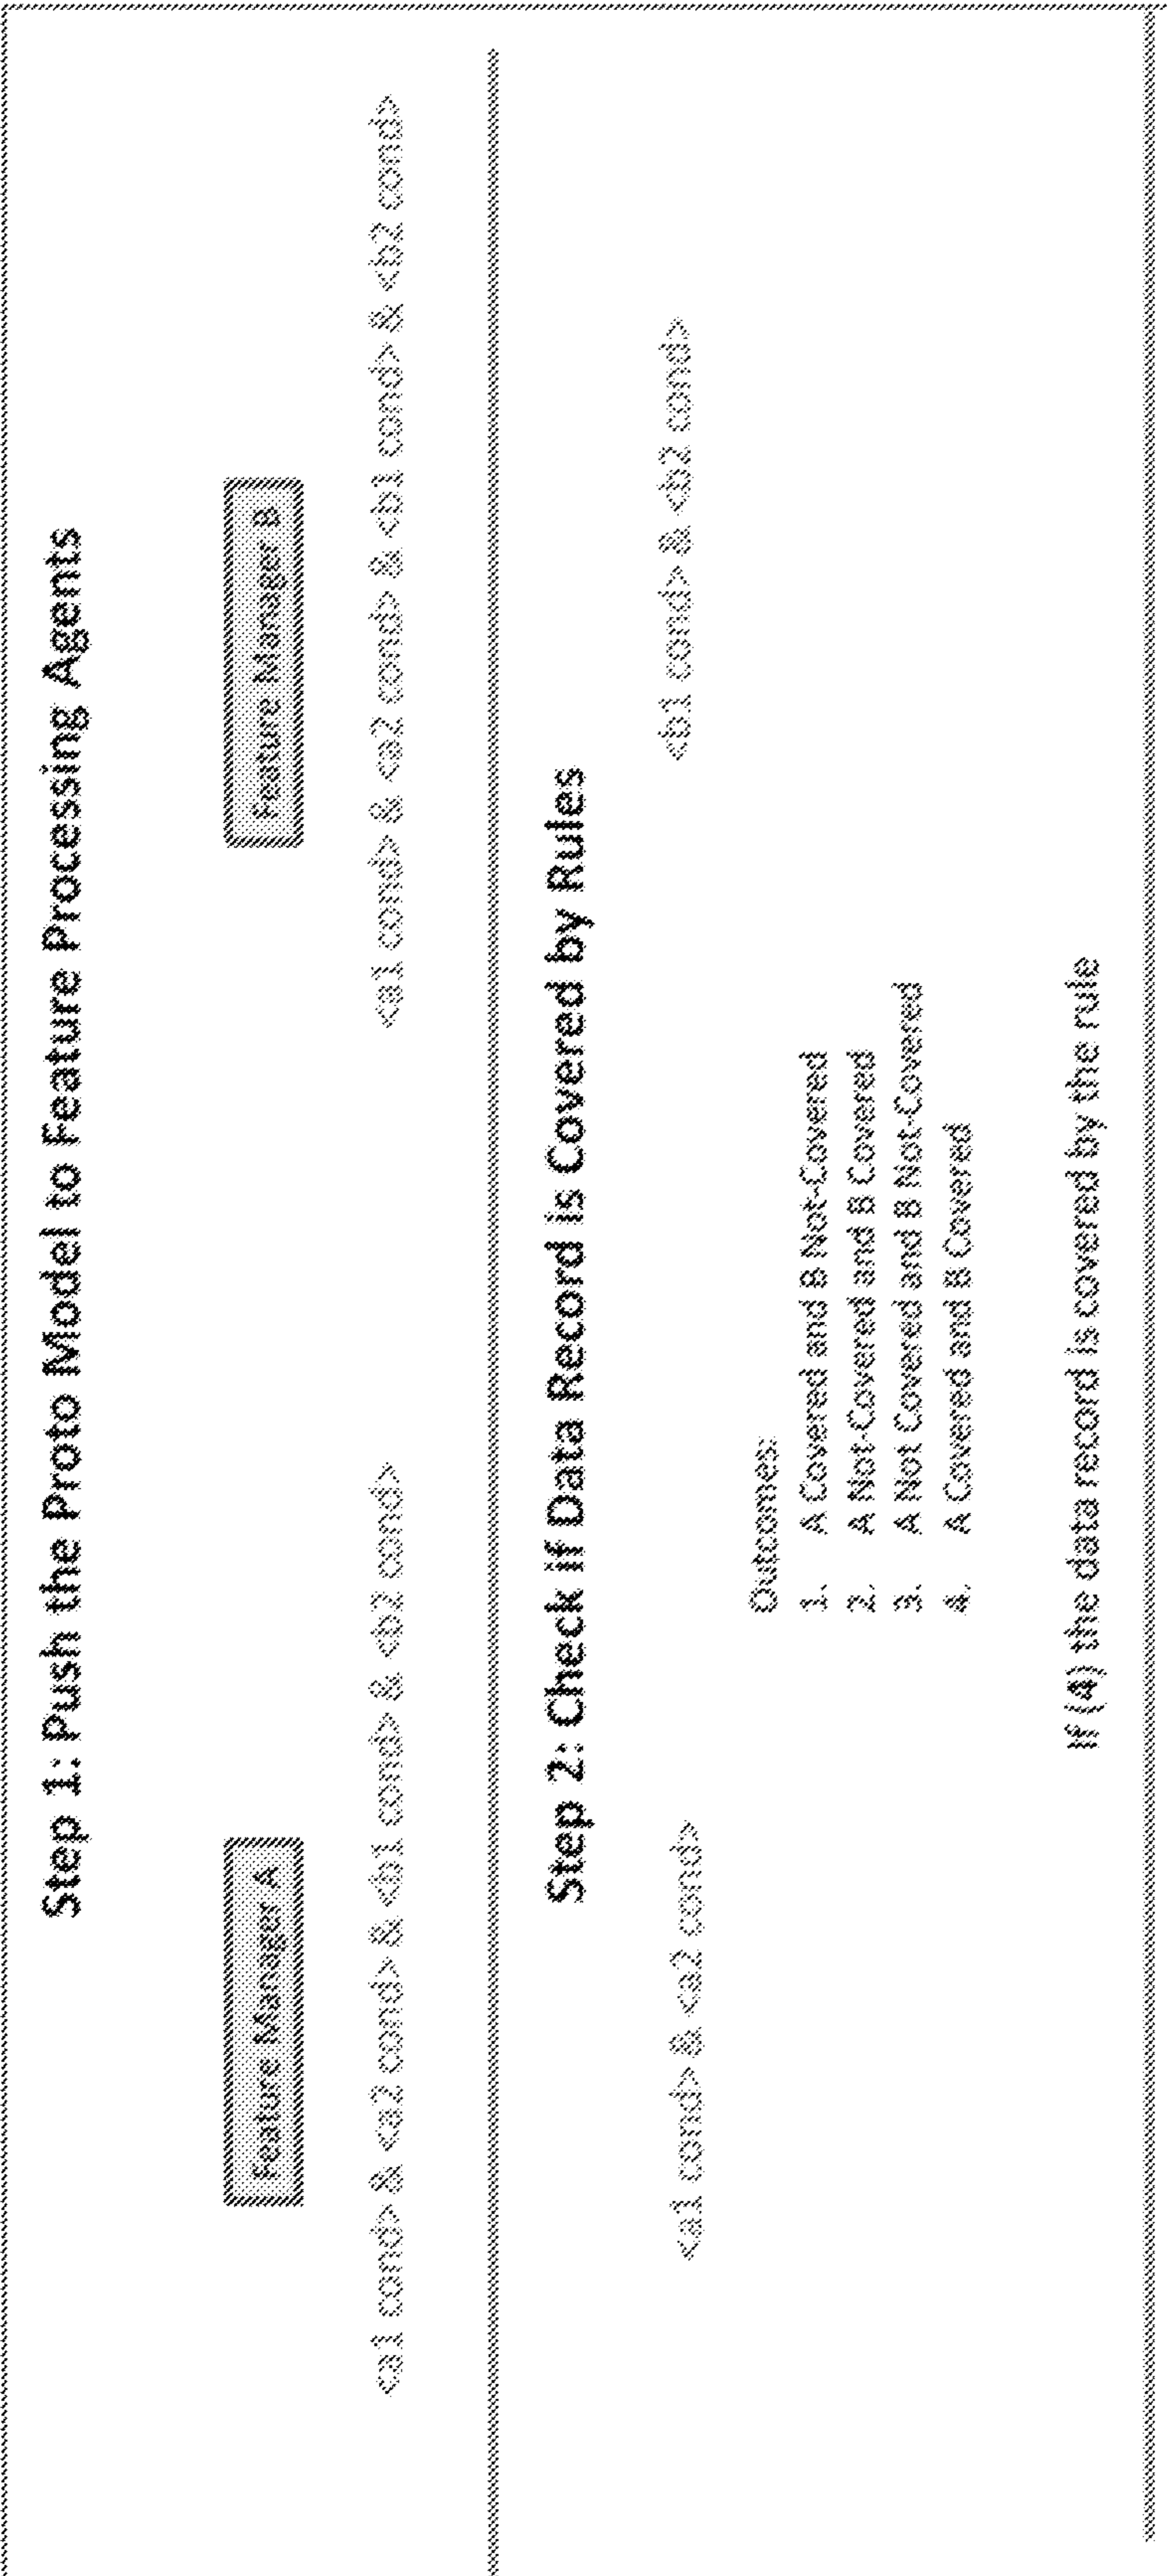 Step 1: Push the Proto Model to Feature Processing Agents
Feature Manager A
Feature Manager B
<a1 cond> & <a2 cond> & <b1 cond> & <b2 cond>
<a1 cond> & <a2 cond> & <b1 cond> & <b2 cond>
Step 2: Check if Data Record is Covered by Rules
<a1 cond> & <a2 cond>
<b1 cond> & <b2 cond>
Outcomes:
1. A Covered and B Not-Covered
2. A Not-Covered and B Covered
3. A Not Covered and B Not-Covered
4. A Covered and B Covered
If (4) the data record is covered by the rule